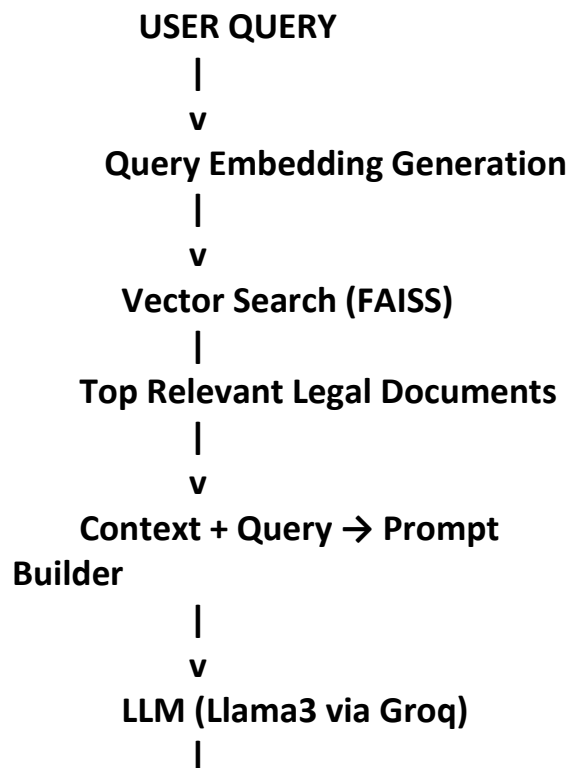 USER QUERY
|
v
Query Embedding Generation
|
v
Vector Search (FAISS)
|
Top Relevant Legal Documents
|
v
Context + Query → Prompt
Builder
|
v
LLM (Llama3 via Groq)
|